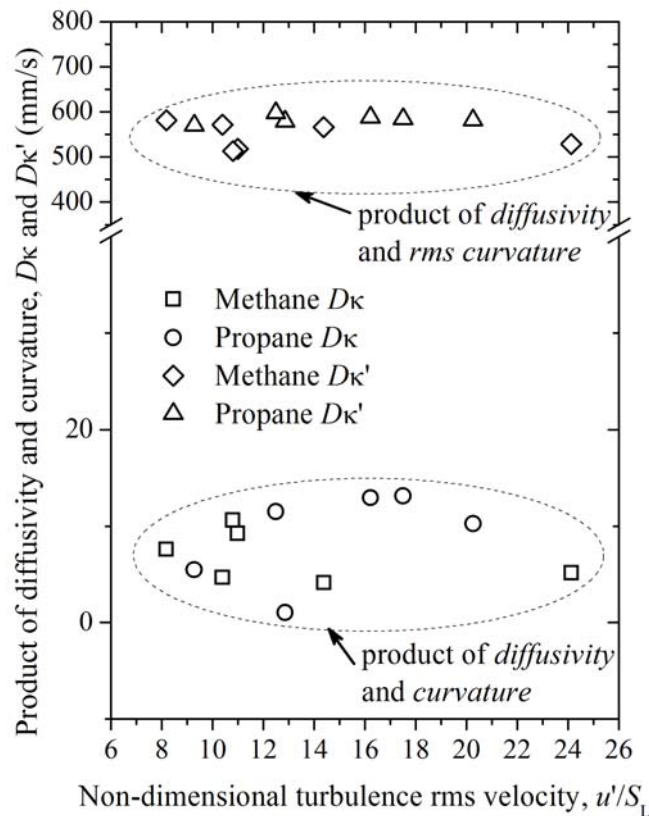 800
700
600
500
400
20
0
Product of diffusivity and curvature, Dκ and Dκ' (mm/s)
product of diffusivity
and rms curvature
Methane Dκ
Propane Dκ
Methane Dκ'
Propane Dκ'
product of diffusivity
and curvature
6 8 10 12 14 16 18 20 22 24 26
Non-dimensional turbulence rms velocity, u'/S_L